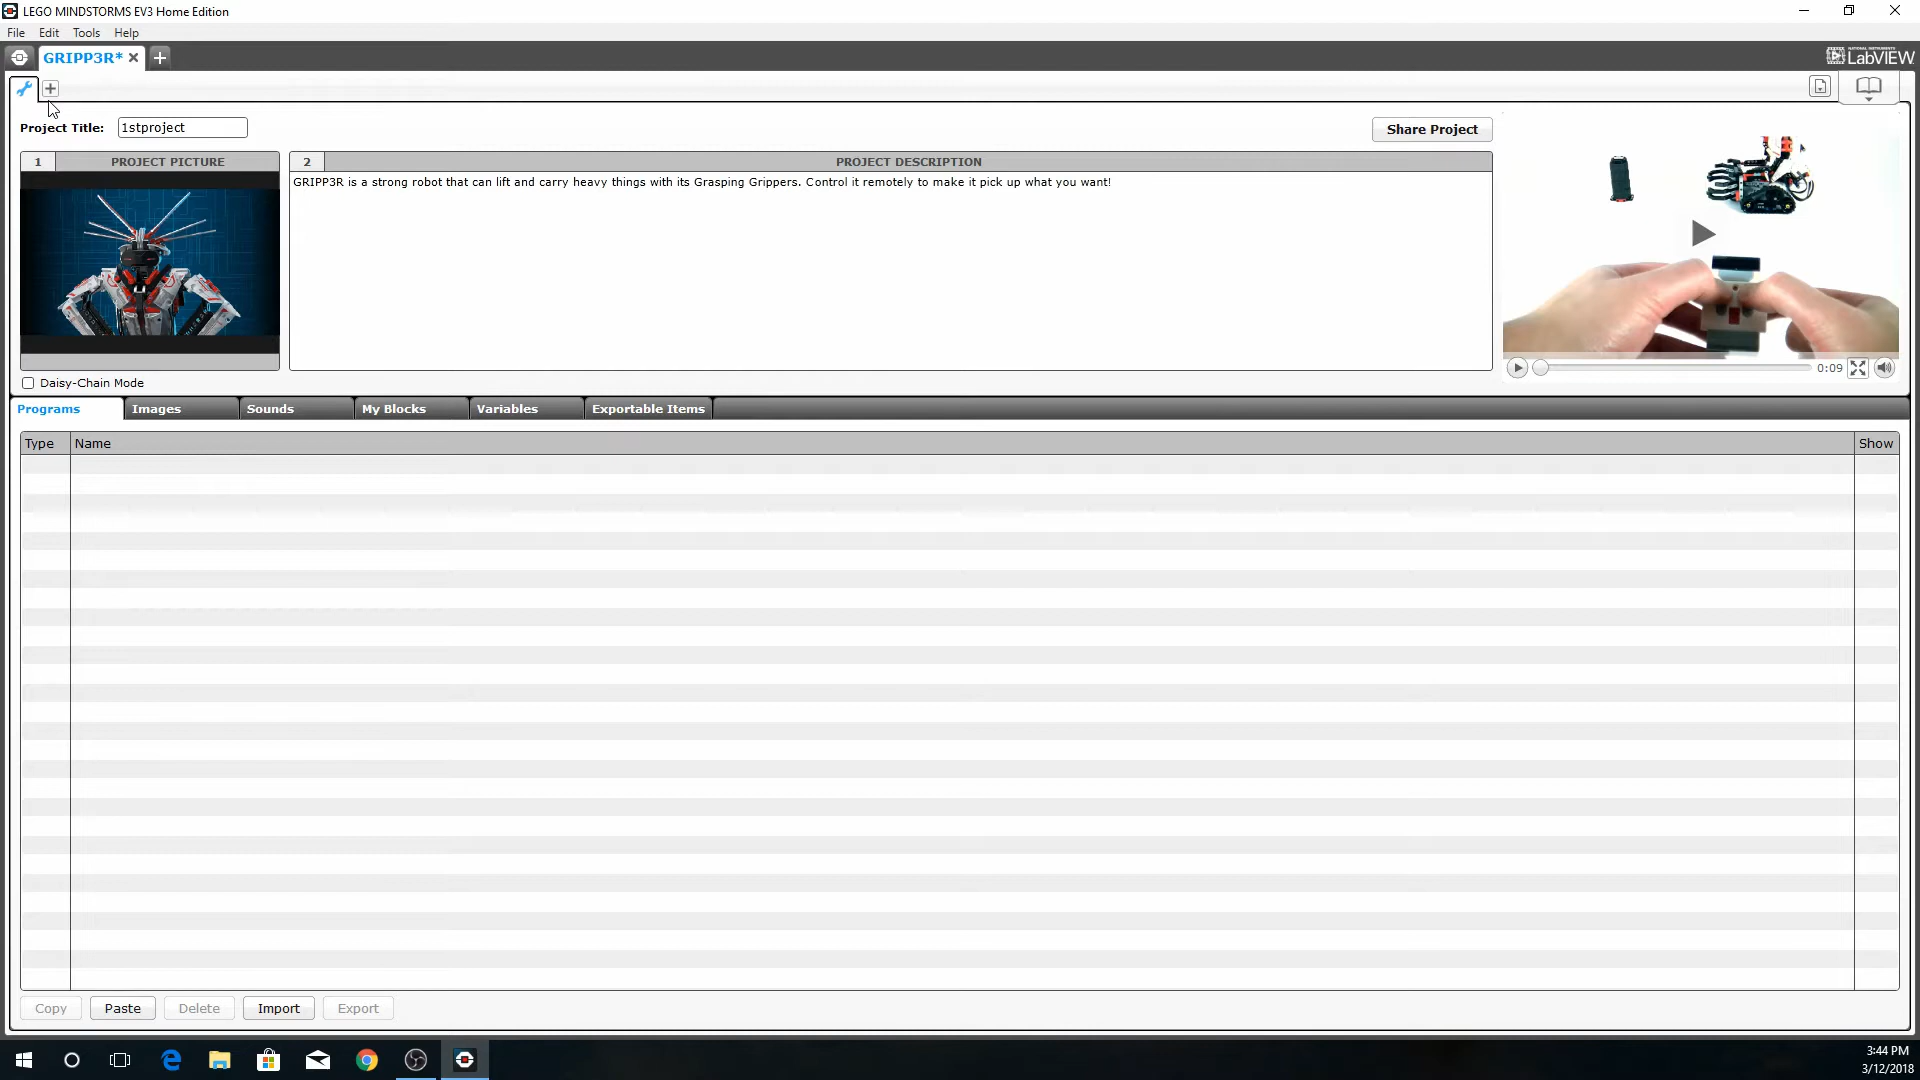 LEGO MINDSTORMS EV3 Home Edition
File Edit Tools Help
GRIPP3R*
NATIONAL INSTRUMENTS
LabVIEW
Project Title: 1stproject
Share Project
1 PROJECT PICTURE
2 PROJECT DESCRIPTION
GRIPP3R is a strong robot that can lift and carry heavy things with its Grasping Grippers. Control it remotely to make it pick up what you want!
0:09
Daisy-Chain Mode
Programs Images Sounds My Blocks Variables Exportable Items
Type Name Show
Copy Paste Delete Import Export
3:44 PM
3/12/2018